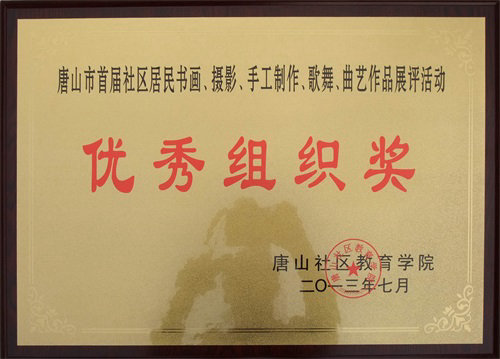 唐山市首届社区居民书画、摄影、手工制作、歌舞、曲艺作品展评活动
优秀组织奖
唐山社区教育学院
二〇一三年七月